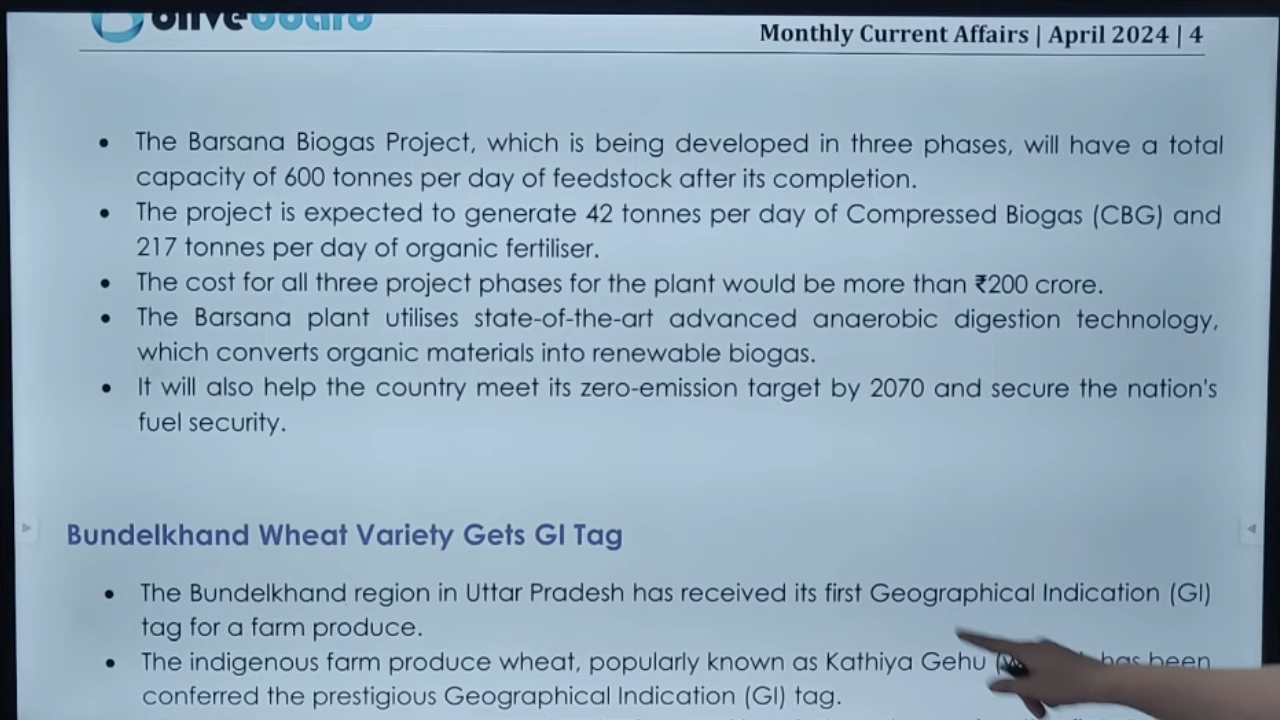 oliveboard
Monthly Current Affairs | April 2024 | 4
• The Barsana Biogas Project, which is being developed in three phases, will have a total
capacity of 600 tonnes per day of feedstock after its completion.
• The project is expected to generate 42 tonnes per day of Compressed Biogas (CBG) and
217 tonnes per day of organic fertiliser.
• The cost for all three project phases for the plant would be more than ₹200 crore.
• The Barsana plant utilises state-of-the-art advanced anaerobic digestion technology,
which converts organic materials into renewable biogas.
• It will also help the country meet its zero-emission target by 2070 and secure the nation's
fuel security.
Bundelkhand Wheat Variety Gets GI Tag
• The Bundelkhand region in Uttar Pradesh has received its first Geographical Indication (GI)
tag for a farm produce.
• The indigenous farm produce wheat, popularly known as Kathiya Gehu has been
conferred the prestigious Geographical Indication (GI) tag.